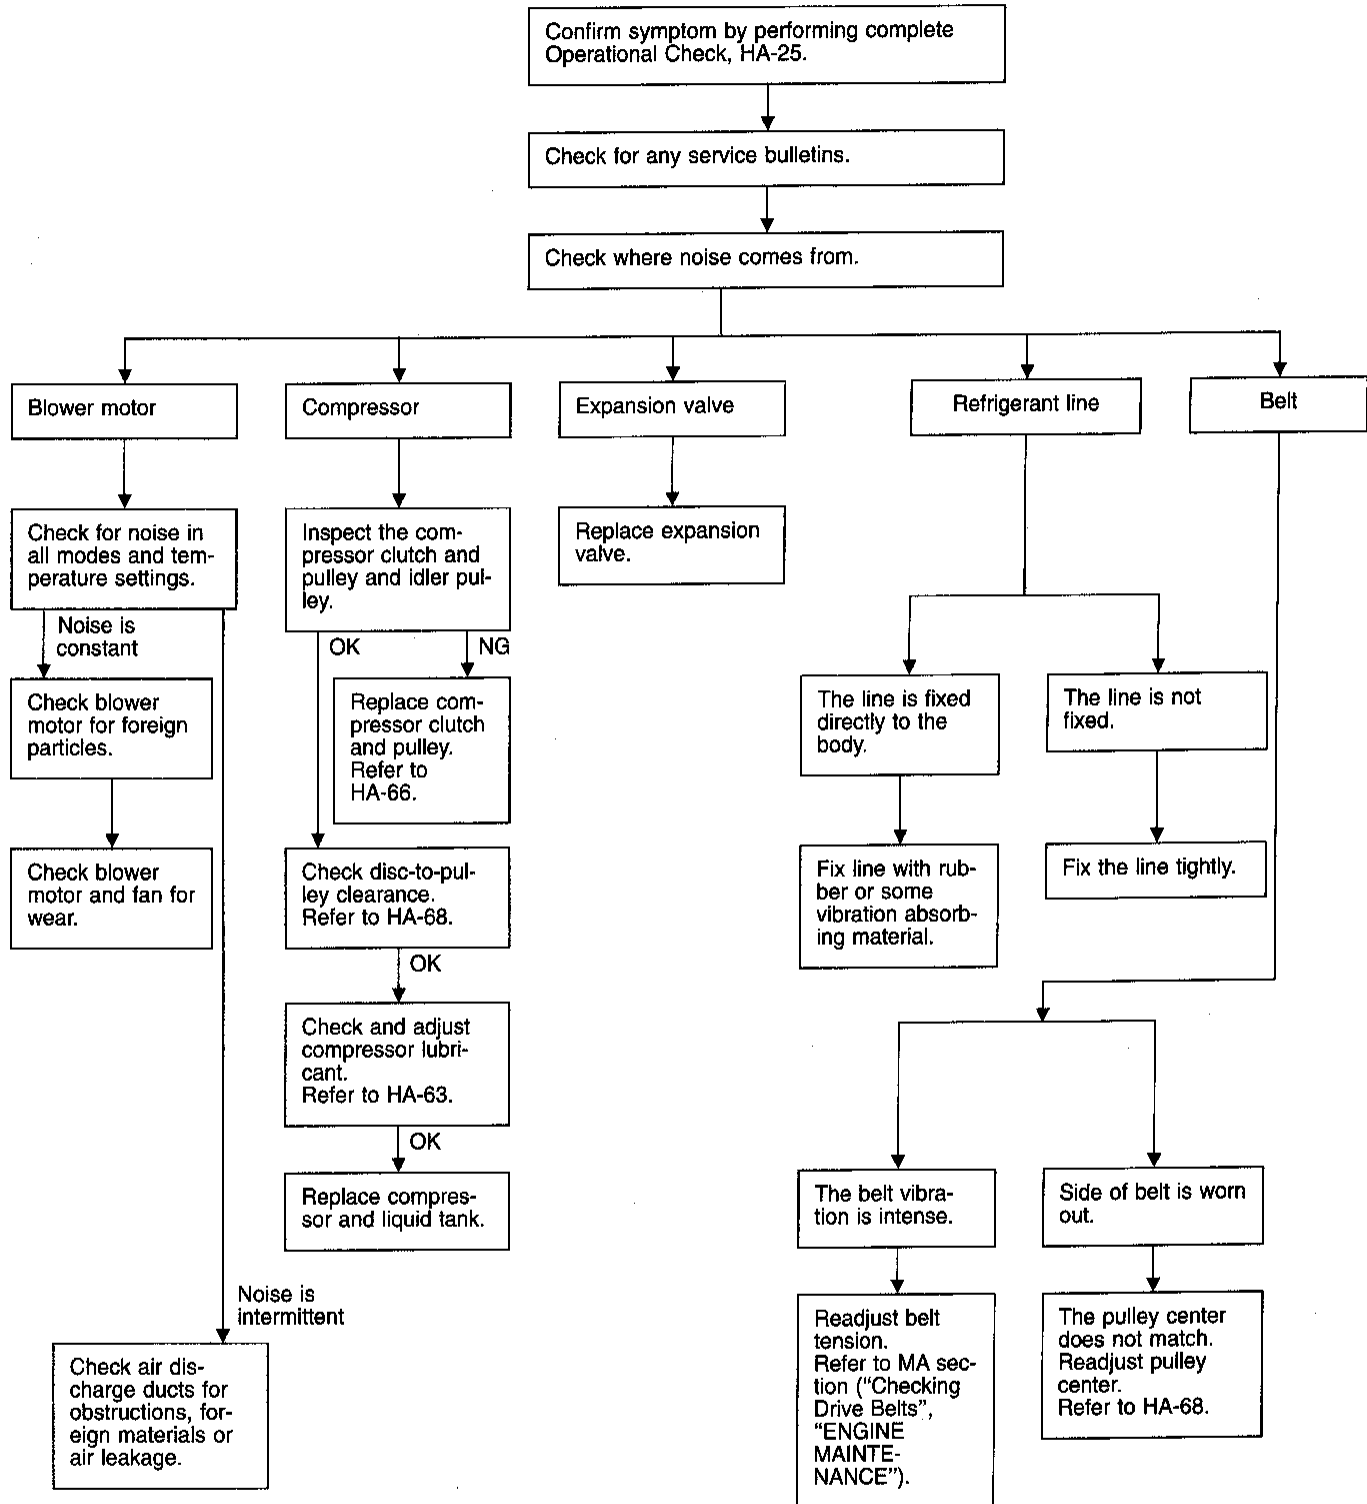 Confirm symptom by performing complete
Operational Check, HA-25.
Check for any service bulletins.
Check where noise comes from.
Blower motor
Compressor
Expansion valve
Refrigerant line
Belt
Check for noise in
all modes and tem-
perature settings.
Noise is
constant
Check blower
motor for foreign
particles.
Check blower
motor and fan for
wear.
Noise is
intermittent
Check air dis-
charge ducts for
obstructions, for-
eign materials or
air leakage.
Inspect the com-
pressor clutch and
pulley and idler pul-
ley.
OK
NG
Replace com-
pressor clutch
and pulley.
Refer to
HA-66.
Check disc-to-pul-
ley clearance.
Refer to HA-68.
OK
Check and adjust
compressor lubri-
cant.
Refer to HA-63.
OK
Replace compres-
sor and liquid tank.
Replace expansion
valve.
The line is fixed
directly to the
body.
Fix line with rub-
ber or some
vibration absorb-
ing material.
The line is not
fixed.
Fix the line tightly.
The belt vibra-
tion is intense.
Readjust belt
tension.
Refer to MA sec-
tion ("Checking
Drive Belts",
"ENGINE
MAINTE-
NANCE").
Side of belt is worn
out.
The pulley center
does not match.
Readjust pulley
center.
Refer to HA-68.